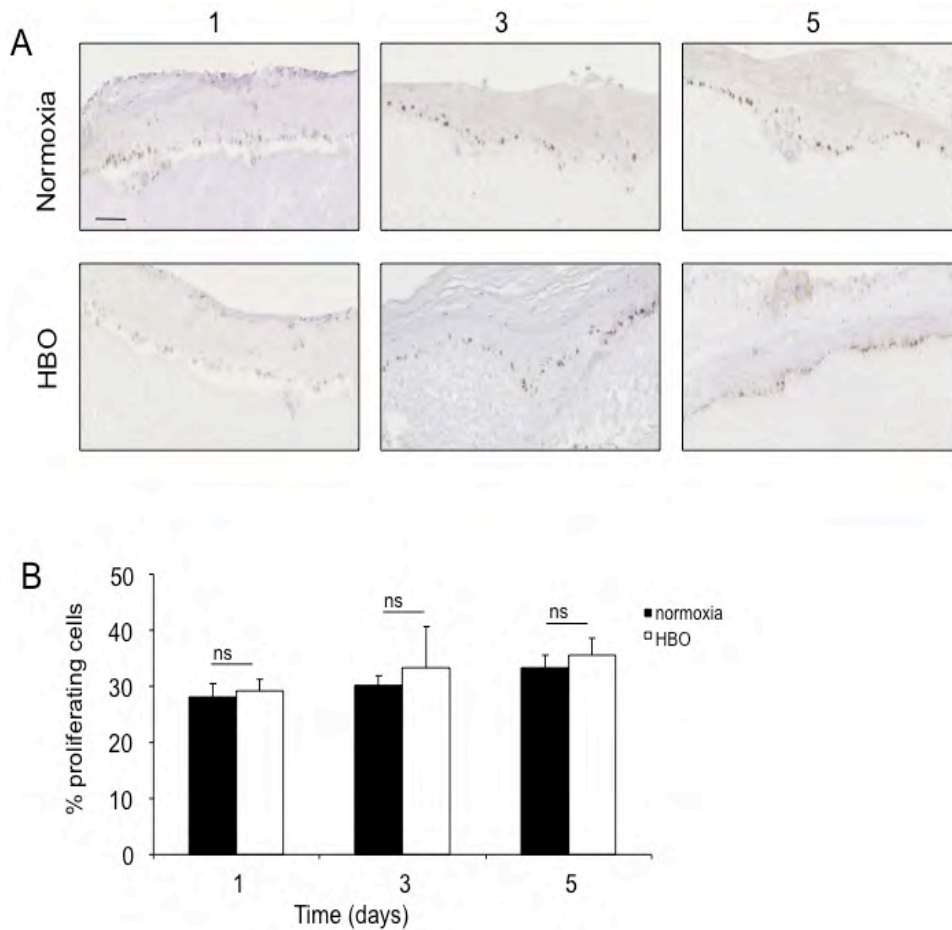 A
1 3 5
Normoxia
HBO
B
% proliferating cells
50
40
30
20
10
0
ns
ns
ns
normoxia
HBO
1 3 5
Time (days)